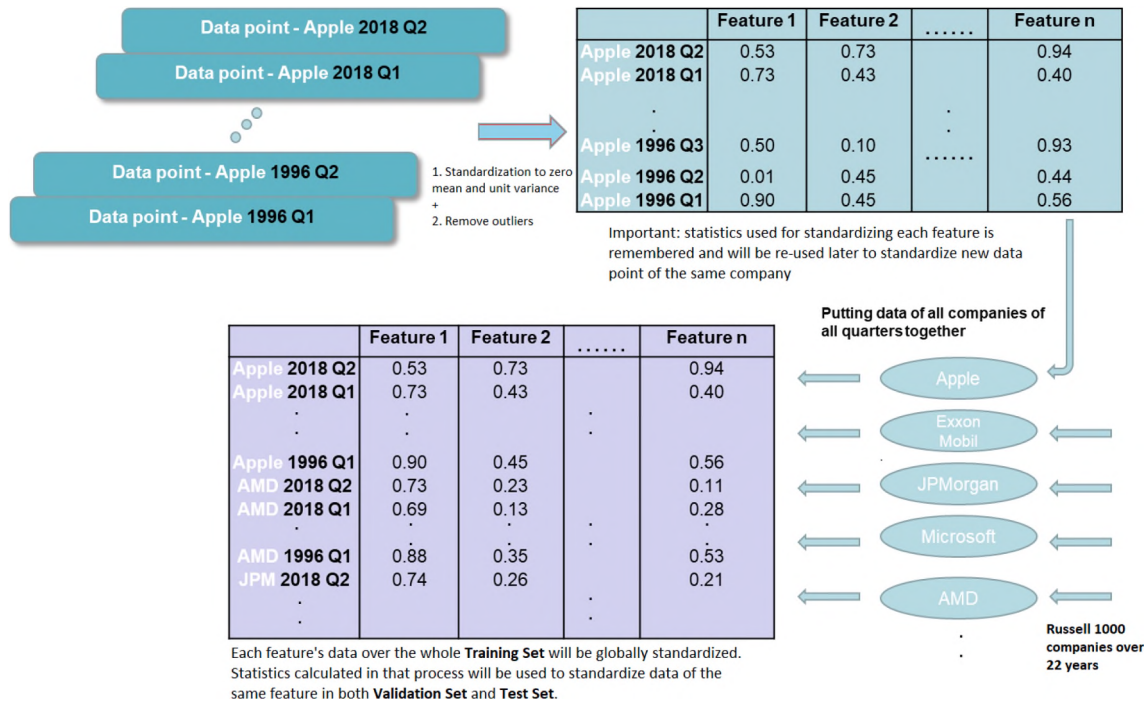 Data point - Apple 2018 Q2
Data point - Apple 2018 Q1
Data point - Apple 1996 Q2
Data point - Apple 1996 Q1
1. Standardization to zero
mean and unit variance
+
2. Remove outliers
Feature 1 Feature 2 ...... Feature n
Apple 2018 Q2 0.53 0.73 0.94
Apple 2018 Q1 0.73 0.43 0.40
. .
. .
Apple 1996 Q3 0.50 0.10 ...... 0.93
Apple 1996 Q2 0.01 0.45 0.44
Apple 1996 Q1 0.90 0.45 0.56
Important: statistics used for standardizing each feature is
remembered and will be re-used later to standardize new data
point of the same company
Putting data of all companies of
all quarters together
Apple
Exxon
Mobil
JPMorgan
Microsoft
AMD
.
.
Russell 1000
companies over
22 years
Feature 1 Feature 2 ...... Feature n
Apple 2018 Q2 0.53 0.73 0.94
Apple 2018 Q1 0.73 0.43 0.40
. . .
. . .
Apple 1996 Q1 0.90 0.45 0.56
AMD 2018 Q2 0.73 0.23 0.11
AMD 2018 Q1 0.69 0.13 0.28
. . . . .
AMD 1996 Q1 0.88 0.35 0.53
JPM 2018 Q2 0.74 0.26 0.21
. .
. .
Each feature's data over the whole Training Set will be globally standardized.
Statistics calculated in that process will be used to standardize data of the
same feature in both Validation Set and Test Set.